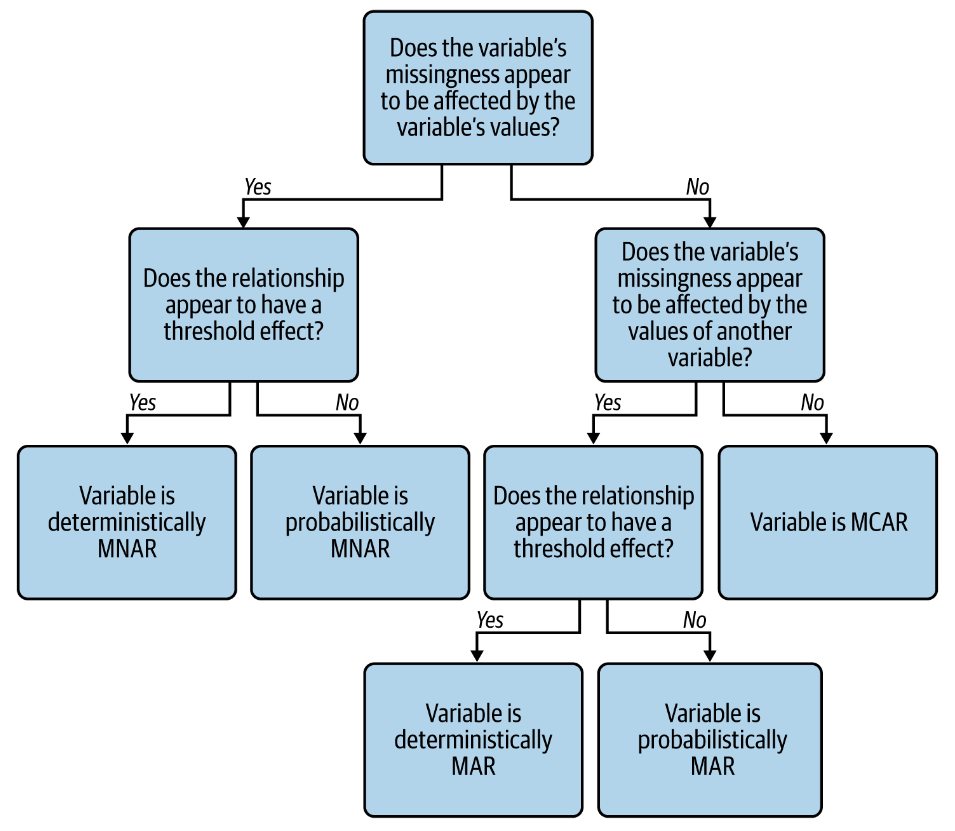 Does the variable's
missingness appear
to be affected by the
variable's values?
Yes
No
Does the relationship
appear to have a
threshold effect?
Does the variable's
missingness appear
to be affected by the
values of another
variable?
Yes
No
Yes
No
Variable is
deterministically
MNAR
Variable is
probabilistically
MNAR
Does the relationship
appear to have a
threshold effect?
Variable is MCAR
Yes
No
Variable is
deterministically
MAR
Variable is
probabilistically
MAR